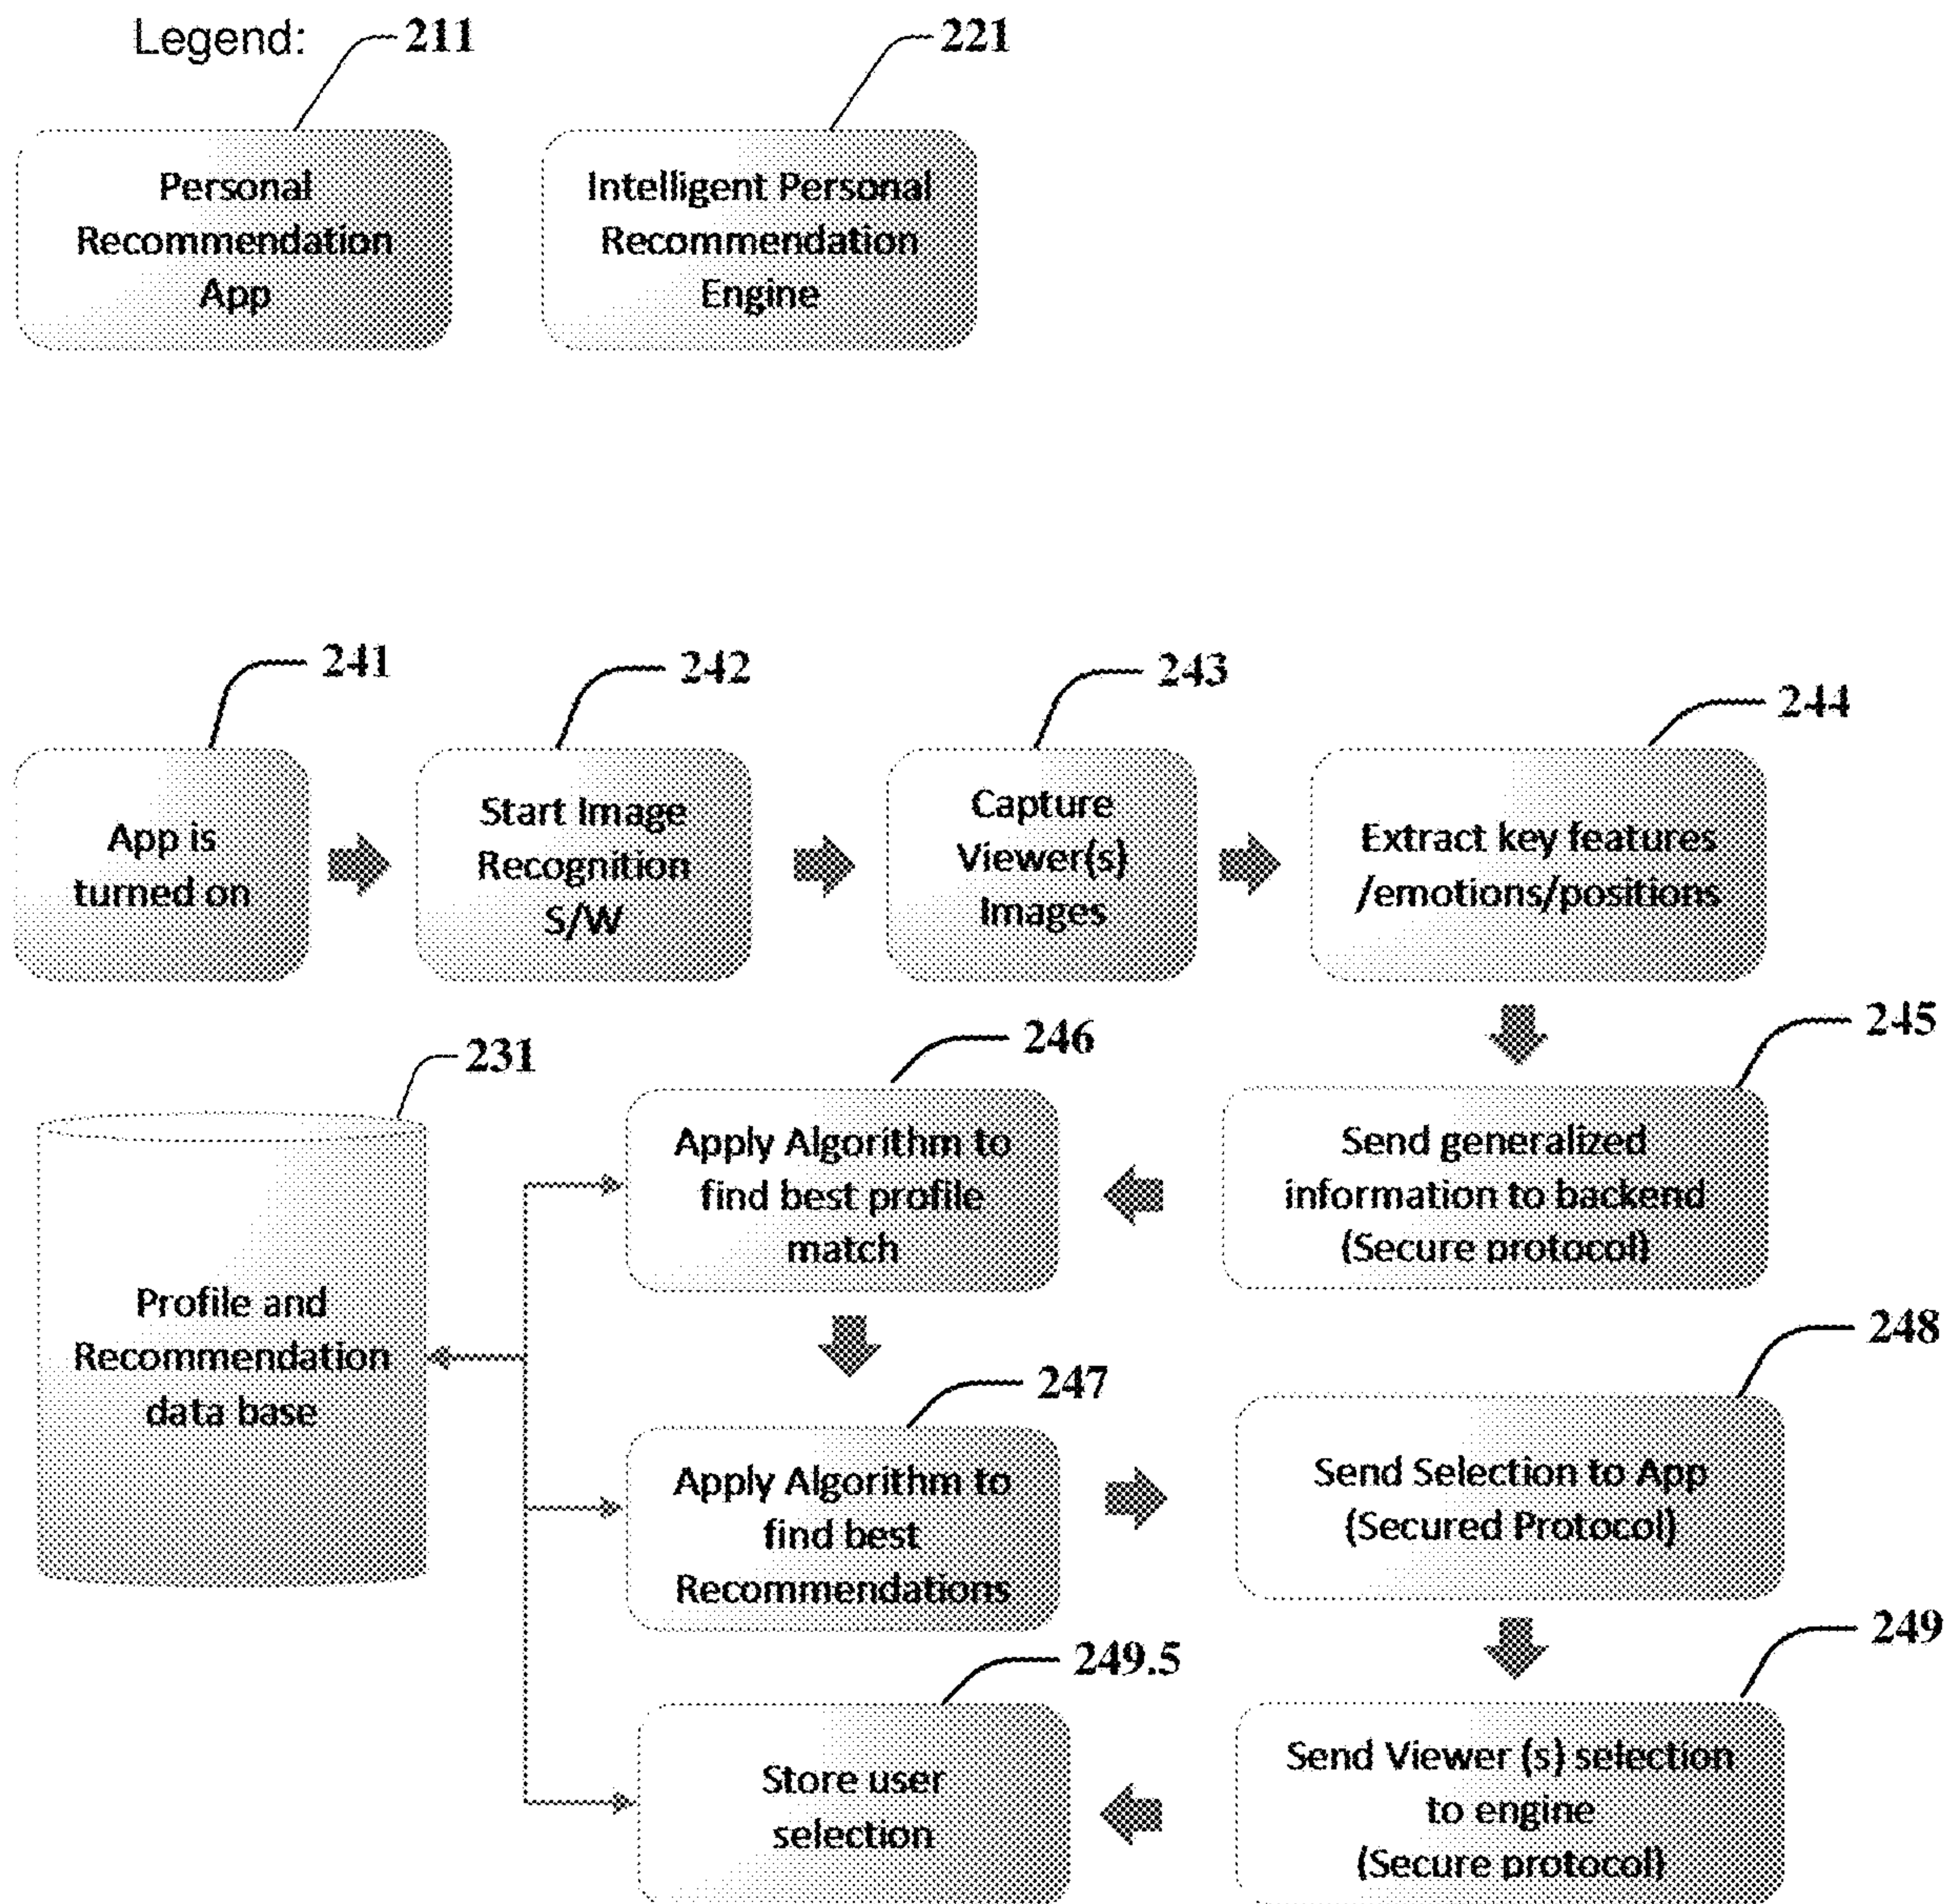 Legend:
211
221
Personal
Recommendation
App
Intelligent Personal
Recommendation
Engine
241
242
243
244
App is
turned on
Start Image
Recognition
S/W
Capture
Viewer(s)
Images
Extract key features
/emotions/positions
231
246
245
Profile and
Recommendation
data base
Apply Algorithm to
find best profile
match
Send generalized
information to backend
(Secure protocol)
247
248
Apply Algorithm to
find best
Recommendations
Send Selection to App
(Secured Protocol)
249.5
249
Store user
selection
Send Viewer (s) selection
to engine
(Secure protocol)